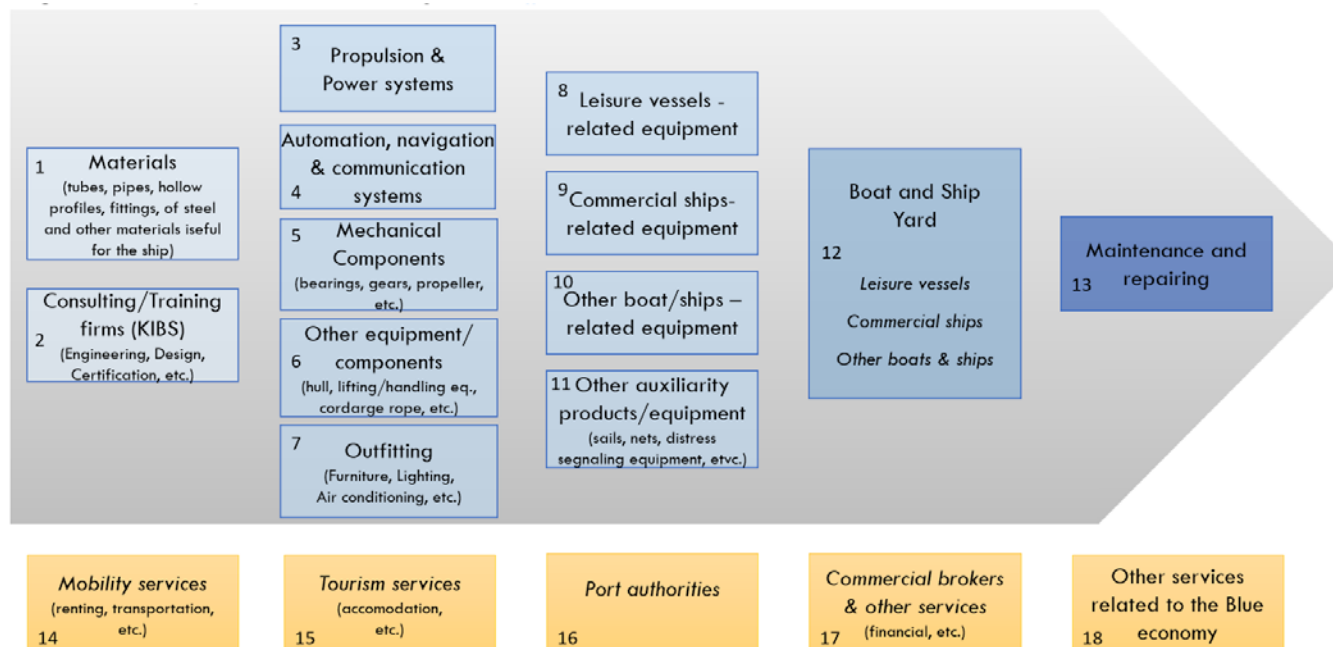 1
Materials
(tubes, pipes, hollow
profiles, fittings, of steel
and other materials iseful
for the ship)
2
Consulting/Training
firms (KIBS)
(Engineering, Design,
Certification, etc.)
3
Propulsion &
Power systems
Automation, navigation
& communication
4
systems
5
Mechanical
Components
(bearings, gears, propeller,
etc.)
Other equipment/
6
components
(hull, lifting/handling eq.,
cordarge rope, etc.)
7
Outfitting
(Furniture, Lighting,
Air conditioning, etc.)
8
Leisure vessels -
related equipment
9
Commercial ships-
related equipment
10
Other boat/ships –
related equipment
11
Other auxiliarity
products/equipment
(sails, nets, distress
segnaling equipment, etvc.)
Boat and Ship
Yard
12
Leisure vessels
Commercial ships
Other boats & ships
Maintenance and
13
repairing
Mobility services
(renting, transportation,
etc.)
14
Tourism services
(accomodation,
etc.)
15
Port authorities
16
Commercial brokers
& other services
(financial, etc.)
17
Other services
related to the Blue
economy
18